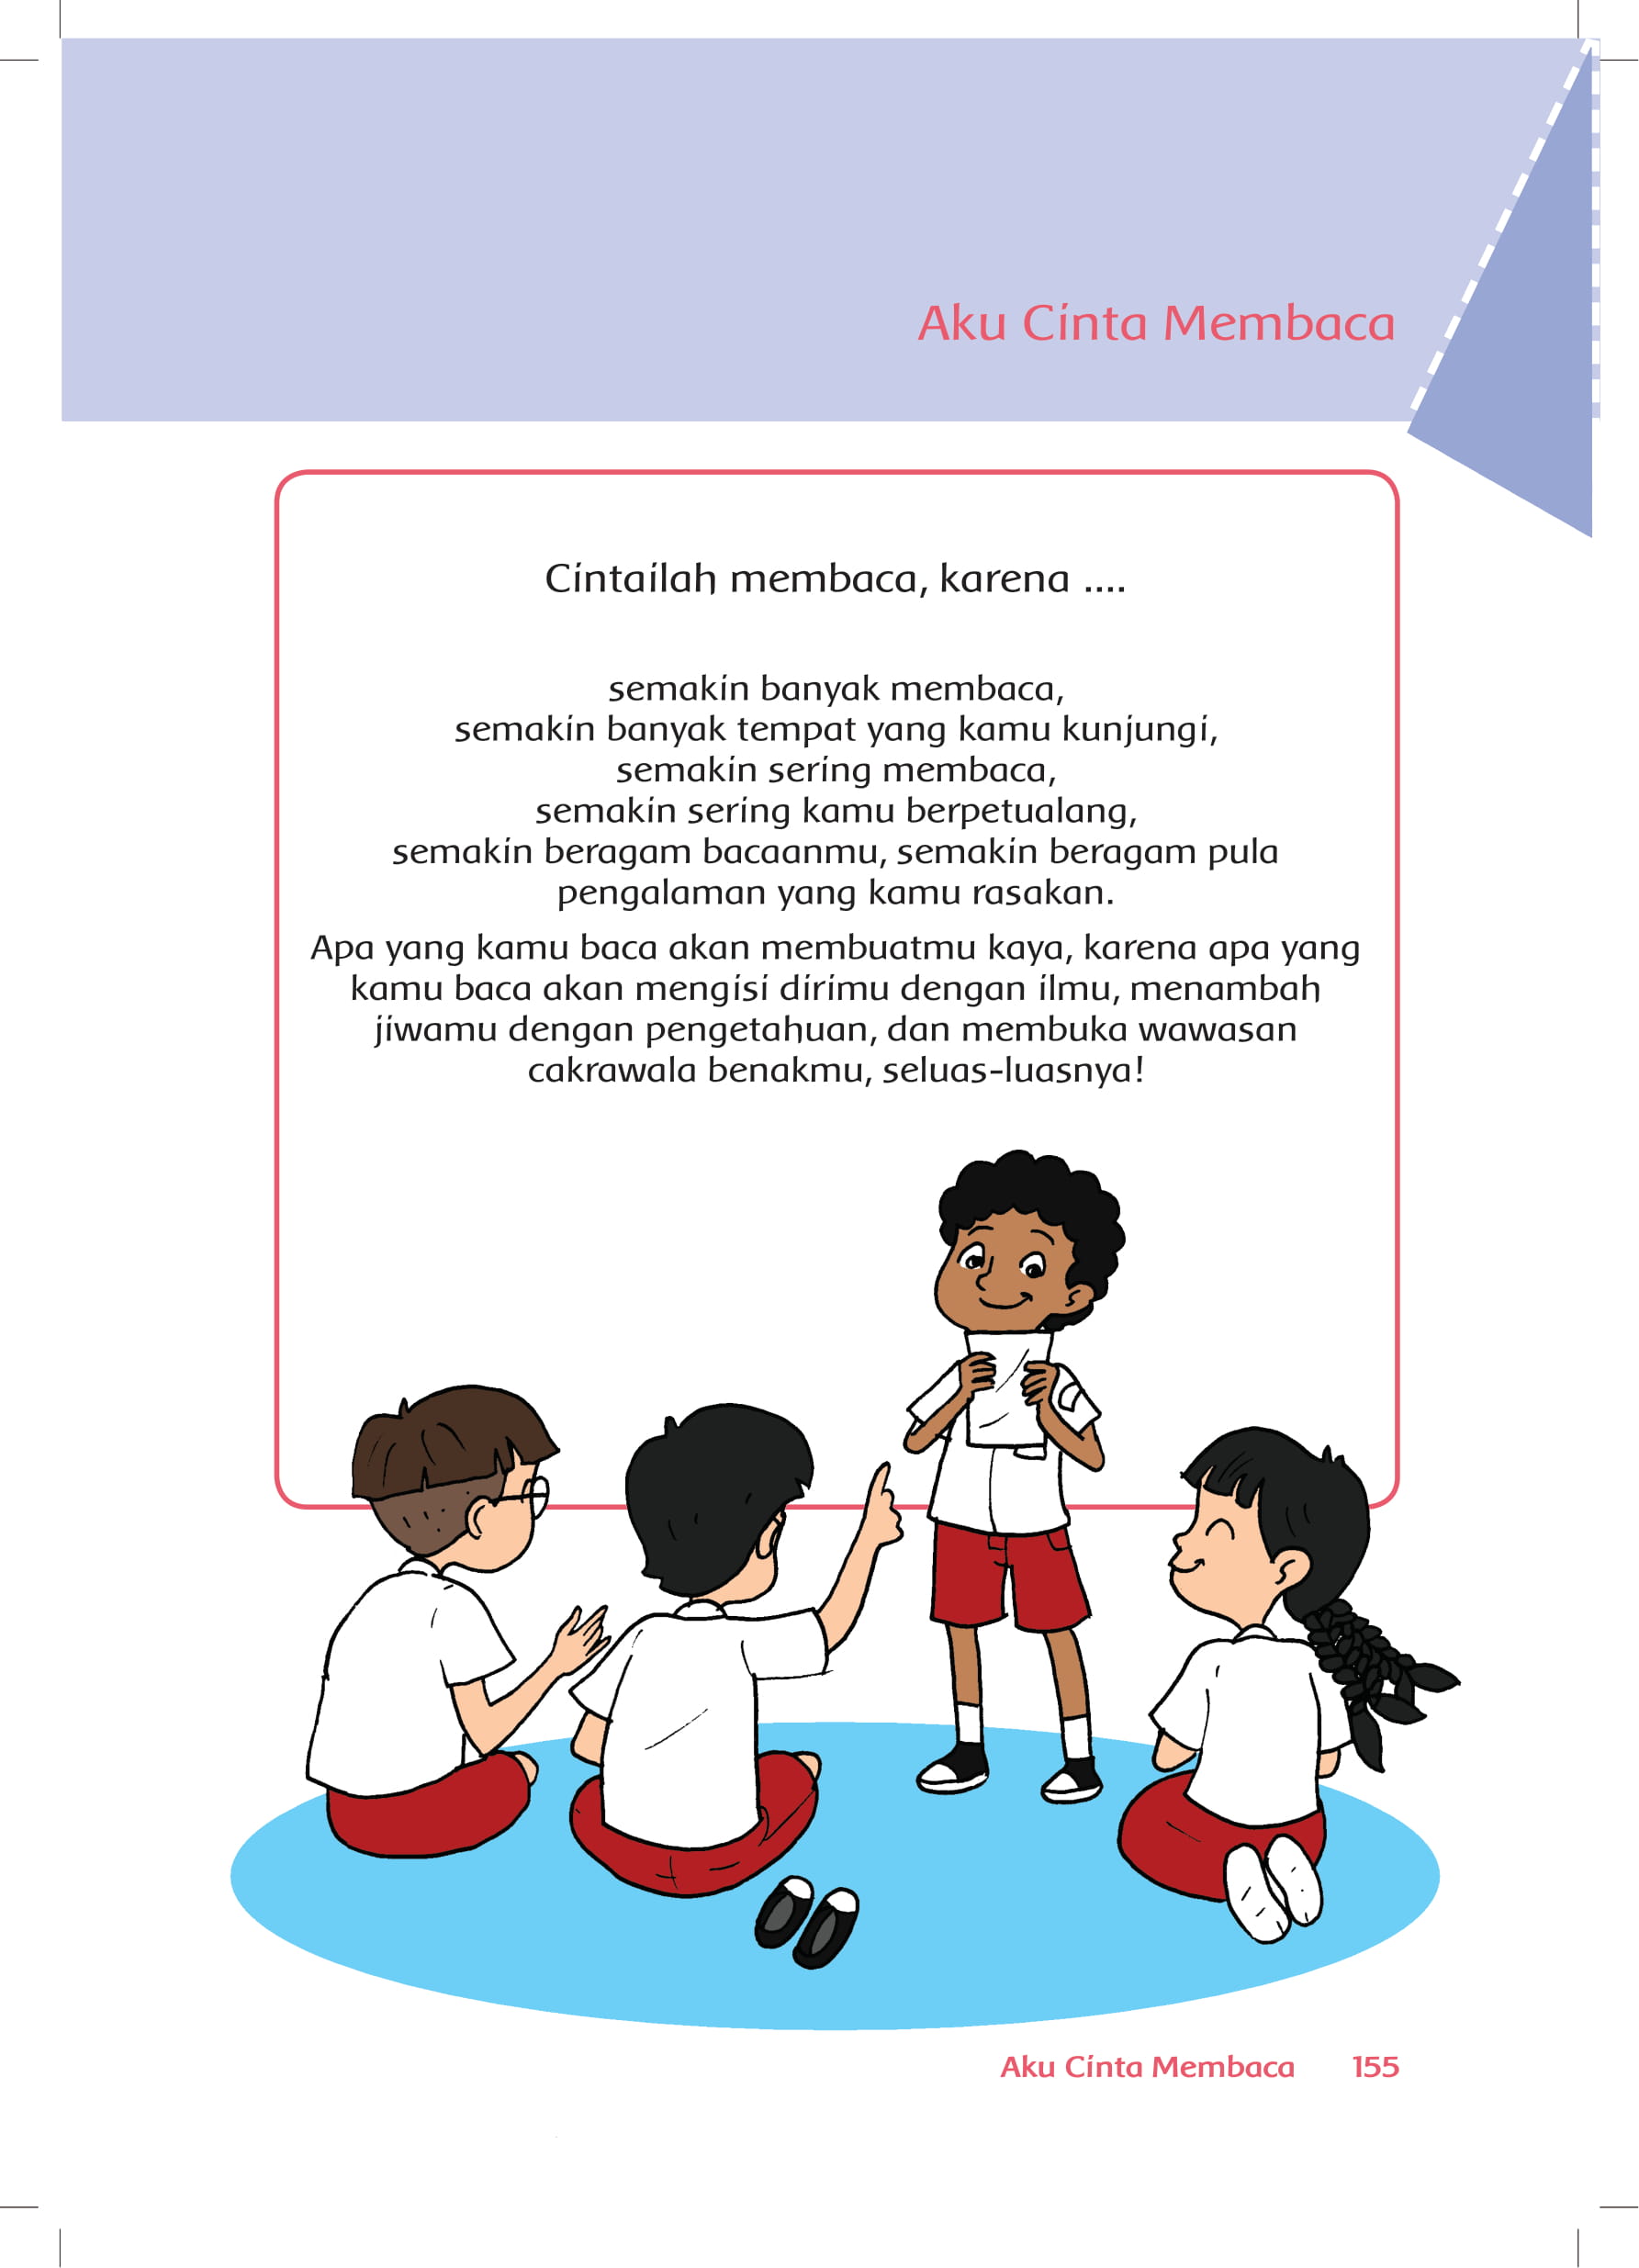 Aku Cinta Membaca
Cintailah membaca, karena ....
semakin banyak membaca,
semakin banyak tempat yang kamu kunjungi,
semakin sering membaca,
semakin sering kamu berpetualang,
semakin beragam bacaanmu, semakin beragam pula
pengalaman yang kamu rasakan.
Apa yang kamu baca akan membuatmu kaya, karena apa yang
kamu baca akan mengisi dirimu dengan ilmu, menambah
jiwamu dengan pengetahuan, dan membuka wawasan
cakrawala benakmu, seluas-luasnya!
Aku Cinta Membaca 155